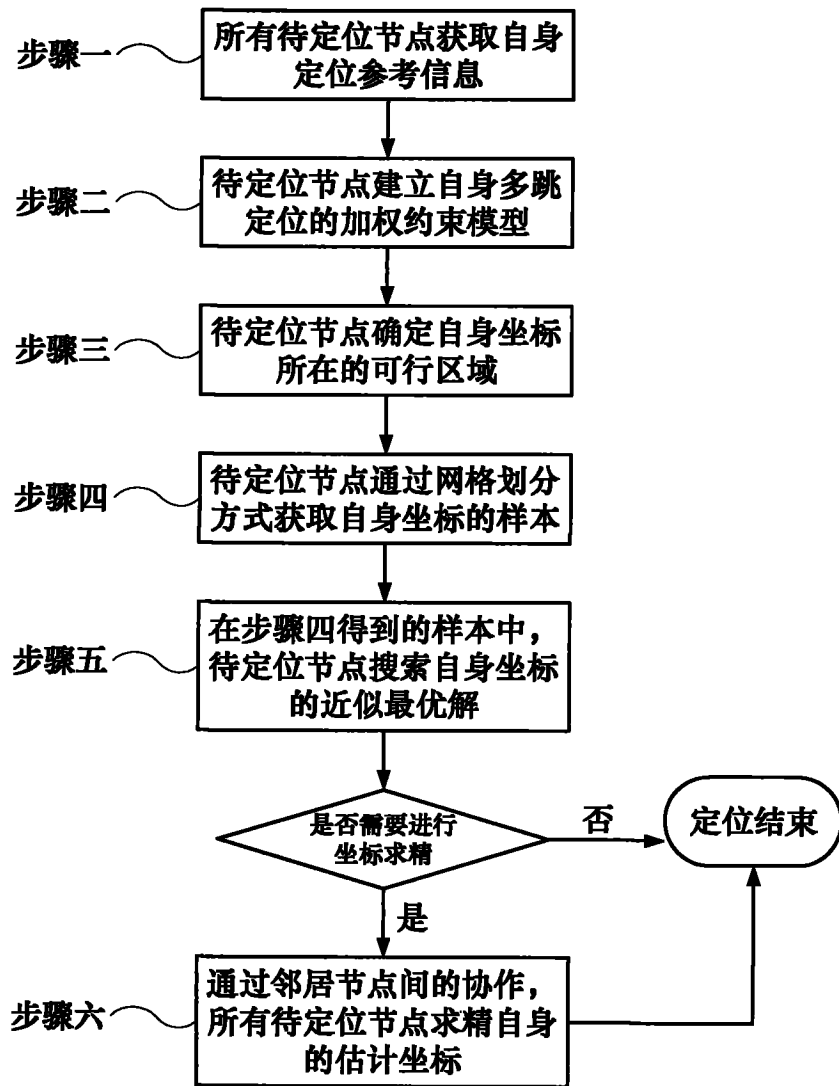 步骤一
所有待定位节点获取自身
定位参考信息
步骤二
待定位节点建立自身多跳
定位的加权约束模型
步骤三
待定位节点确定自身坐标
所在的可行区域
步骤四
待定位节点通过网格划分
方式获取自身坐标的样本
步骤五
在步骤四得到的样本中，
待定位节点搜索自身坐标
的近似最优解
是否需要进行
坐标求精
否
定位结束
是
步骤六
通过邻居节点间的协作，
所有待定位节点求精自身
的估计坐标